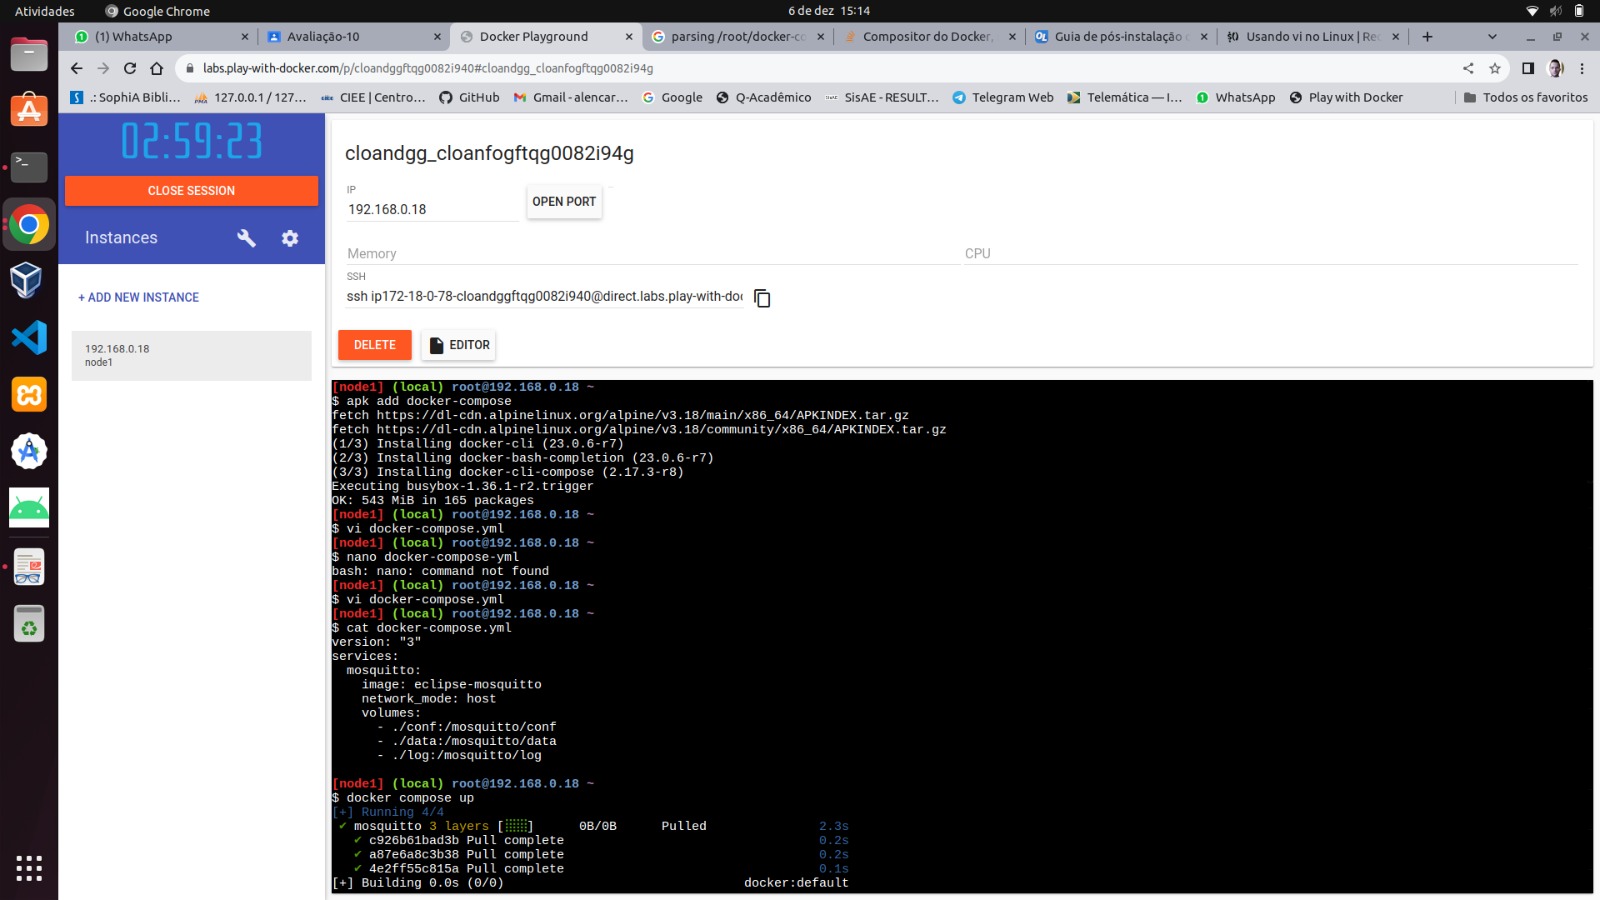 Atividades
Google Chrome
6 de dez 15:14
(1) WhatsApp
Avaliação-10
Docker Playground
parsing /root/docker-co
Compositor do Docker,
Guia de pós-instalação
Usando vi no Linux | Re
labs.play-with-docker.com/p/cloandggftqg0082i940#cloandgg_cloanfogftqg0082i94g
.: SophiA Bibli...
127.0.0.1 / 127...
CIEE | Centro...
GitHub
Gmail - alencar...
Google
Q-Acadêmico
SisAE - RESULT...
Telegram Web
Telemática — I...
WhatsApp
Play with Docker
Todos os favoritos
02:59:23
CLOSE SESSION
Instances
+ ADD NEW INSTANCE
192.168.0.18
node1
cloandgg_cloanfogftqg0082i94g
IP
192.168.0.18
OPEN PORT
Memory
CPU
SSH
ssh ip172-18-0-78-cloandggftqg0082i940@direct.labs.play-with-doc
DELETE
EDITOR
[node1] (local) root@192.168.0.18 ~
$ apk add docker-compose
fetch https://dl-cdn.alpinelinux.org/alpine/v3.18/main/x86_64/APKINDEX.tar.gz
fetch https://dl-cdn.alpinelinux.org/alpine/v3.18/community/x86_64/APKINDEX.tar.gz
(1/3) Installing docker-cli (23.0.6-r7)
(2/3) Installing docker-bash-completion (23.0.6-r7)
(3/3) Installing docker-cli-compose (2.17.3-r8)
Executing busybox-1.36.1-r2.trigger
OK: 543 MiB in 165 packages
[node1] (local) root@192.168.0.18 ~
$ vi docker-compose.yml
[node1] (local) root@192.168.0.18 ~
$ nano docker-compose-yml
bash: nano: command not found
[node1] (local) root@192.168.0.18 ~
$ vi docker-compose.yml
[node1] (local) root@192.168.0.18 ~
$ cat docker-compose.yml
version: "3"
services:
  mosquitto:
    image: eclipse-mosquitto
    network_mode: host
    volumes:
      - ./conf:/mosquitto/conf
      - ./data:/mosquitto/data
      - ./log:/mosquitto/log
[node1] (local) root@192.168.0.18 ~
$ docker compose up
[+] Running 4/4
✔ mosquitto 3 layers [⣿⣿⣿] 0B/0B Pulled 2.3s
✔ c926b61bad3b Pull complete 0.2s
✔ a87e6a8c3b38 Pull complete 0.2s
✔ 4e2ff55c815a Pull complete 0.1s
[+] Building 0.0s (0/0) docker:default